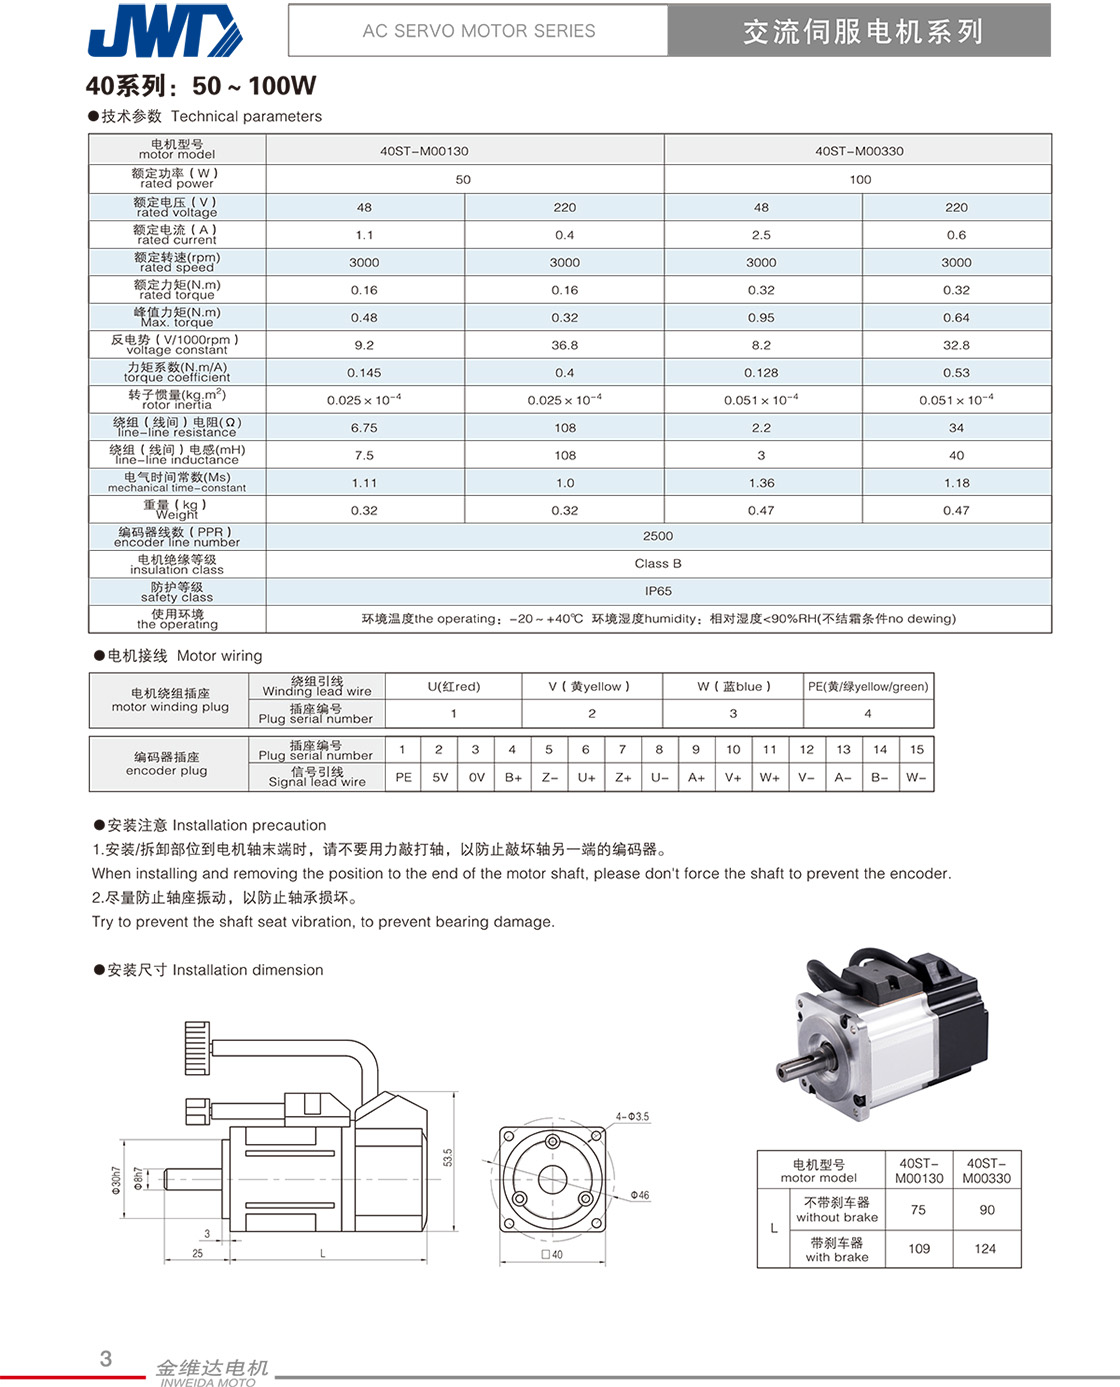 JWD
AC SERVO MOTOR SERIES
交流伺服电机系列
40系列：50 ~ 100W
●技术参数 Technical parameters
电机型号 motor model 40ST-M00130 40ST-M00330
额定功率（W） rated power 50 100
额定电压（V） rated voltage 48 220 48 220
额定电流（A） rated current 1.1 0.4 2.5 0.6
额定转速(rpm) rated speed 3000 3000 3000 3000
额定力矩(N.m) rated torque 0.16 0.16 0.32 0.32
峰值力矩(N.m) Max. torque 0.48 0.32 0.95 0.64
反电势（V/1000rpm） voltage constant 9.2 36.8 8.2 32.8
力矩系数(N.m/A) torque coefficient 0.145 0.4 0.128 0.53
转子惯量(kg.m²) rotor inertia 0.025×10⁻⁴ 0.025×10⁻⁴ 0.051×10⁻⁴ 0.051×10⁻⁴
绕组（线间）电阻(Ω) line-line resistance 6.75 108 2.2 34
绕组（线间）电感(mH) line-line inductance 7.5 108 3 40
电气时间常数(Ms) mechanical time-constant 1.11 1.0 1.36 1.18
重量（kg） Weight 0.32 0.32 0.47 0.47
编码器线数（PPR） encoder line number 2500
电机绝缘等级 insulation class Class B
防护等级 safety class IP65
使用环境 the operating 环境温度the operating：-20～+40℃ 环境湿度humidity：相对湿度<90%RH(不结霜条件no dewing)
●电机接线 Motor wiring
电机绕组插座 motor winding plug 绕组引线 Winding lead wire U(红red) V（黄yellow） W（蓝blue） PE(黄/绿yellow/green)
插座编号 Plug serial number 1 2 3 4
编码器插座 encoder plug 插座编号 Plug serial number 1 2 3 4 5 6 7 8 9 10 11 12 13 14 15
信号引线 Signal lead wire PE 5V 0V B+ Z- U+ Z+ U- A+ V+ W+ V- A- B- W-
●安装注意 Installation precaution
1.安装/拆卸部位到电机轴末端时，请不要用力敲打轴，以防止敲坏轴另一端的编码器。
When installing and removing the position to the end of the motor shaft, please don't force the shaft to prevent the encoder.
2.尽量防止轴座振动，以防止轴承损坏。
Try to prevent the shaft seat vibration, to prevent bearing damage.
●安装尺寸 Installation dimension
Φ30h7
Φ8h7
3
25
L
53.5
4-Φ3.5
Φ46
□40
电机型号 motor model 40ST-M00130 40ST-M00330
L 不带刹车器 without brake 75 90
带刹车器 with brake 109 124
3
金维达电机
INWEIDA MOTO